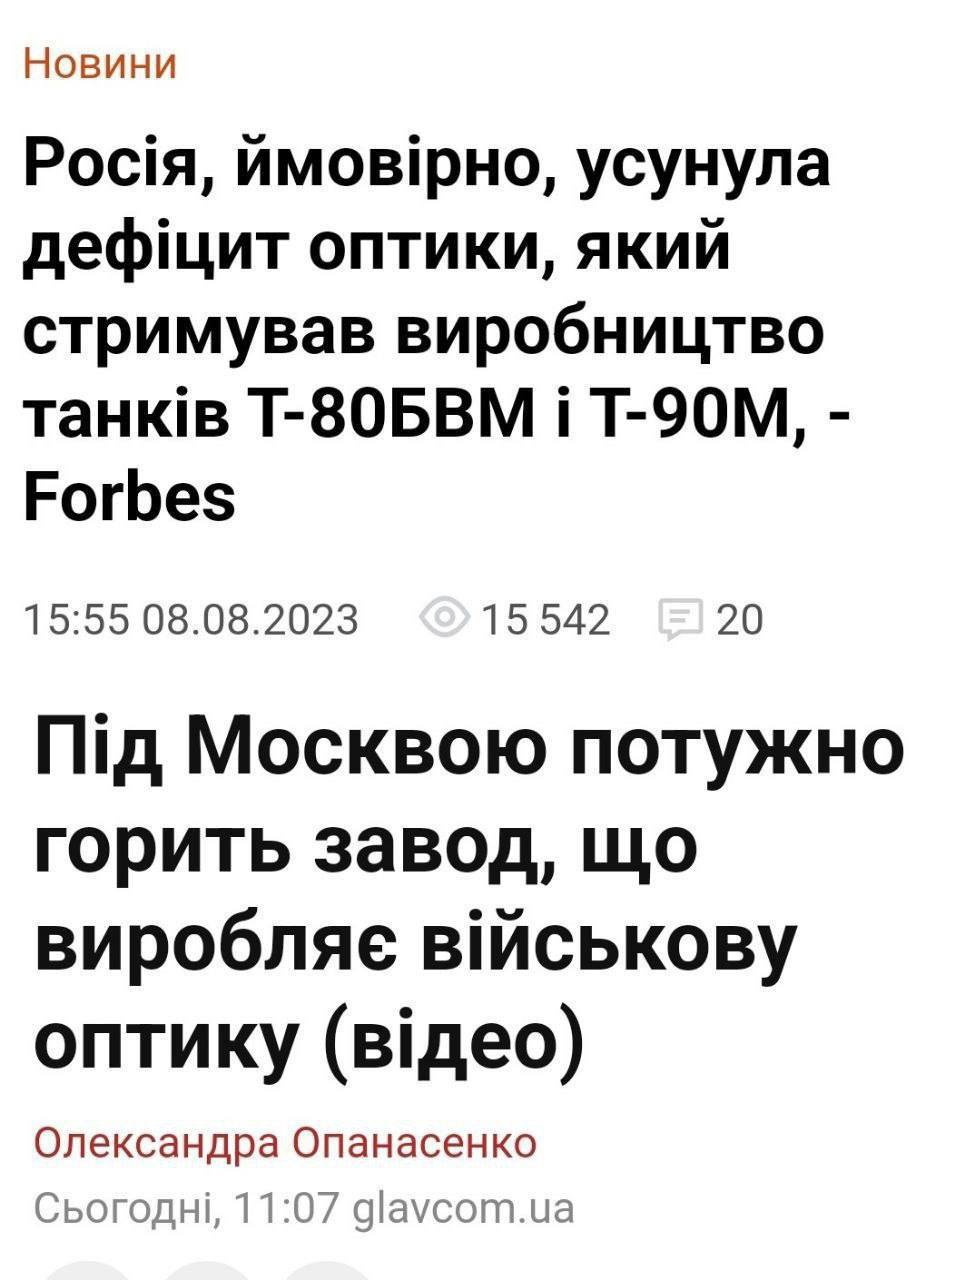 Новини
Росія, ймовірно, усунула
дефіцит оптики, який
стримував виробництво
танків Т-80БВМ і Т-90М, -
Forbes
15:55 08.08.2023 15 542 20
Під Москвою потужно
горить завод, що
виробляє військову
оптику (відео)
Олександра Опанасенко
Сьогодні, 11:07 glavcom.ua